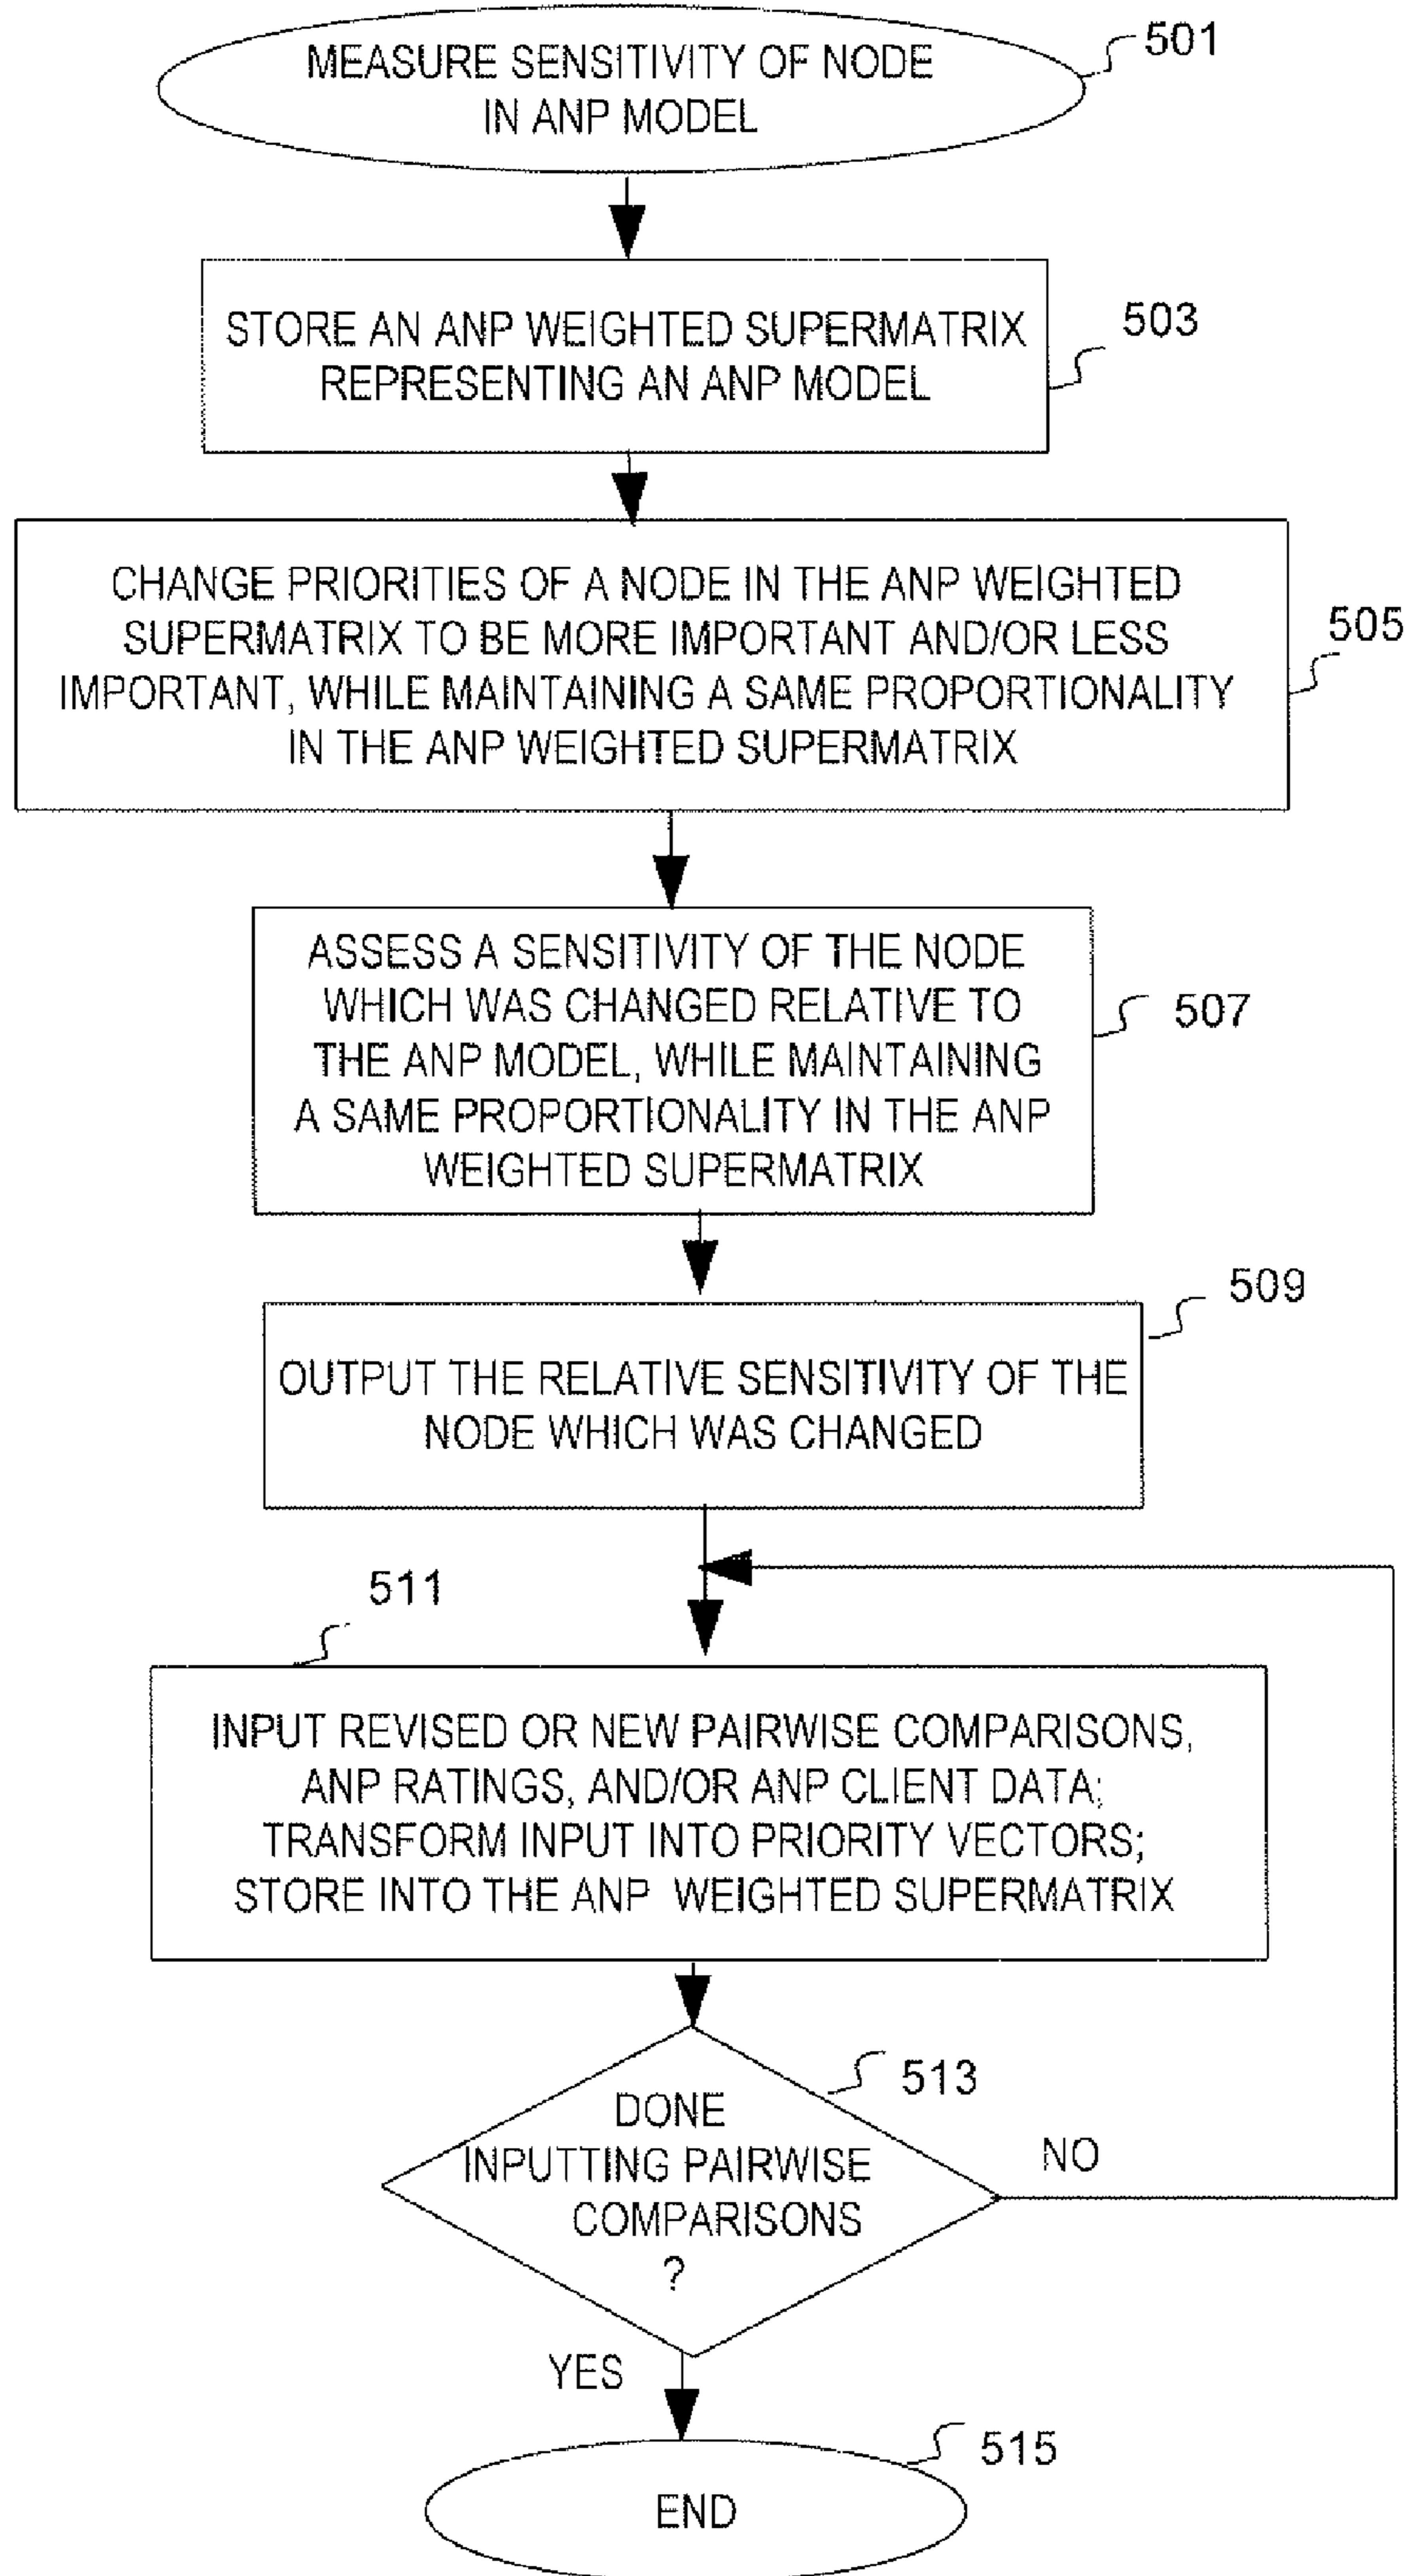 MEASURE SENSITIVITY OF NODE
IN ANP MODEL
501
STORE AN ANP WEIGHTED SUPERMATRIX
REPRESENTING AN ANP MODEL
503
CHANGE PRIORITIES OF A NODE IN THE ANP WEIGHTED
SUPERMATRIX TO BE MORE IMPORTANT AND/OR LESS
IMPORTANT, WHILE MAINTAINING A SAME PROPORTIONALITY
IN THE ANP WEIGHTED SUPERMATRIX
505
ASSESS A SENSITIVITY OF THE NODE
WHICH WAS CHANGED RELATIVE TO
THE ANP MODEL, WHILE MAINTAINING
A SAME PROPORTIONALITY IN THE ANP
WEIGHTED SUPERMATRIX
507
509
OUTPUT THE RELATIVE SENSITIVITY OF THE
NODE WHICH WAS CHANGED
511
INPUT REVISED OR NEW PAIRWISE COMPARISONS,
ANP RATINGS, AND/OR ANP CLIENT DATA;
TRANSFORM INPUT INTO PRIORITY VECTORS;
STORE INTO THE ANP WEIGHTED SUPERMATRIX
513
DONE
INPUTTING PAIRWISE
COMPARISONS
?
NO
YES
515
END